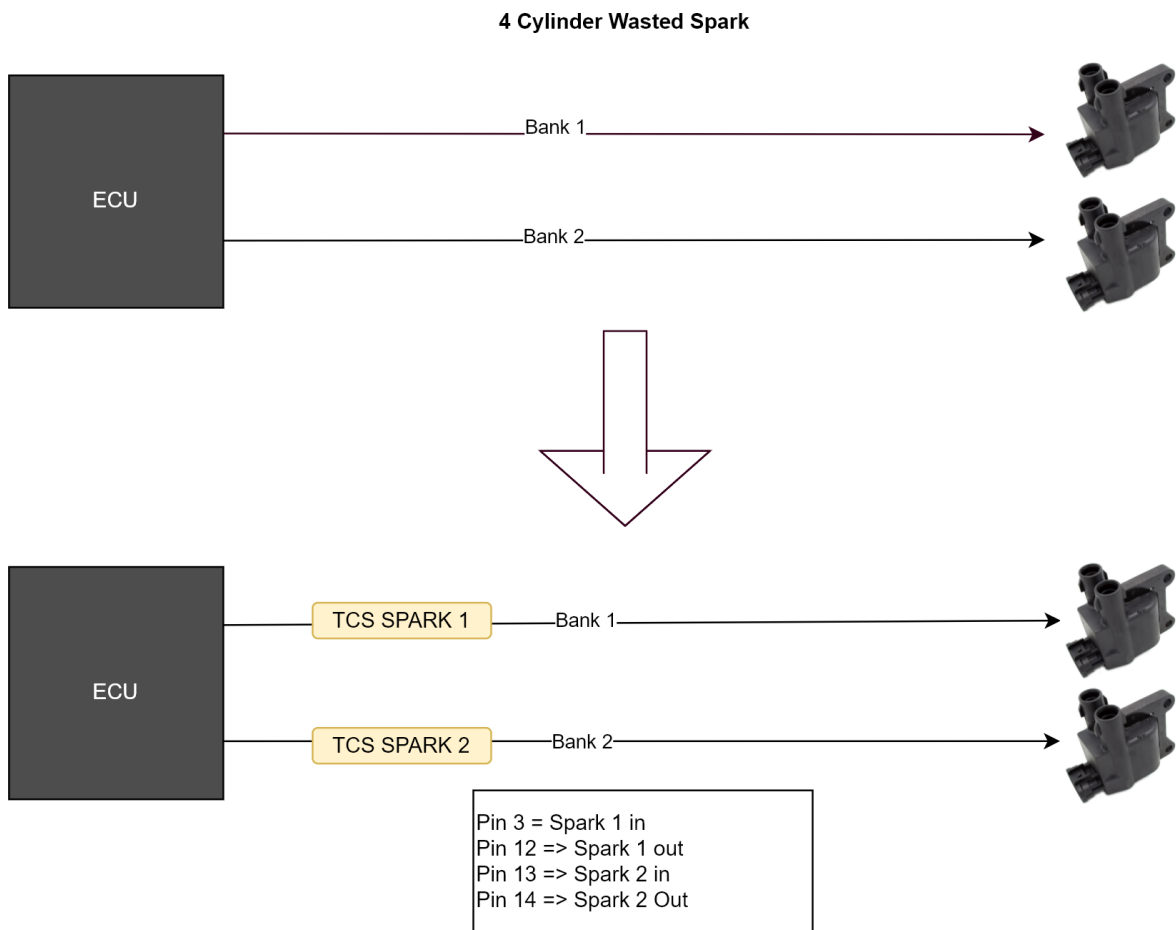 4 Cylinder Wasted Spark
ECU
Bank 1
Bank 2
ECU
TCS SPARK 1
Bank 1
TCS SPARK 2
Bank 2
Pin 3 = Spark 1 in
Pin 12 => Spark 1 out
Pin 13 => Spark 2 in
Pin 14 => Spark 2 Out